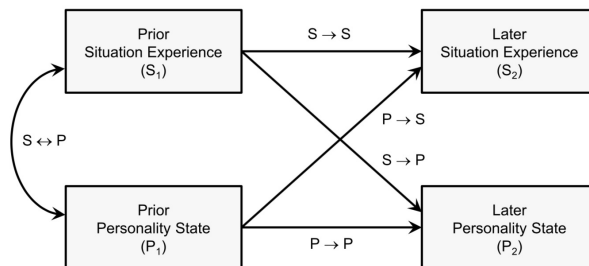 Prior
Situation Experience
(S₁)
S → S
Later
Situation Experience
(S₂)
S ↔ P
P → S
S → P
Prior
Personality State
(P₁)
P → P
Later
Personality State
(P₂)